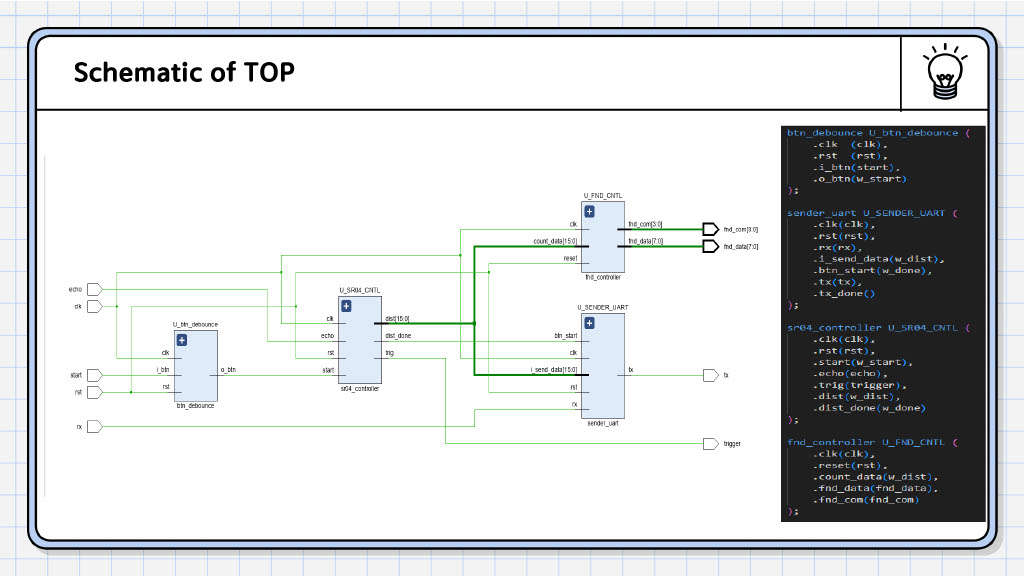 Schematic of TOP
U_FND_CNTL
clk
count_data[15:0]
reset
fnd_com[3:0]
fnd_data[7:0]
fnd_controller
fnd_com[3:0]
fnd_data[7:0]
echo
clk
U_SR04_CNTL
clk
echo
rst
start
dist[15:0]
dist_done
trig
sr04_controller
U_btn_debounce
clk
i_btn
rst
o_btn
btn_debounce
start
rst
rx
U_SENDER_UART
btn_start
clk
i_send_data[15:0]
rst
rx
tx
sender_uart
tx
trigger
btn_debounce U_btn_debounce (
.clk (clk),
.rst (rst),
.i_btn(start),
.o_btn(w_start)
);
sender_uart U_SENDER_UART (
.clk(clk),
.rst(rst),
.rx(rx),
.i_send_data(w_dist),
.btn_start(w_done),
.tx(tx),
.tx_done()
);
sr04_controller U_SR04_CNTL (
.clk(clk),
.rst(rst),
.start(w_start),
.echo(echo),
.trig(trigger),
.dist(w_dist),
.dist_done(w_done)
);
fnd_controller U_FND_CNTL (
.clk(clk),
.reset(rst),
.count_data(w_dist),
.fnd_data(fnd_data),
.fnd_com(fnd_com)
);